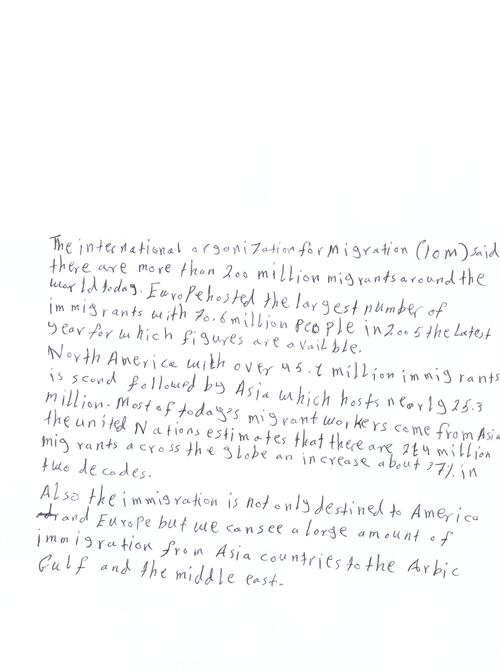 The international organization for Migration (IOM) said
there are more than 200 million migrants around the
world today. Europe hosted the largest number of
immigrants with 70.6 million people in 2005 the latest
year for which figures are availble.
North America with over 45.1 million immigrants
is scond followed by Asia which hosts nearly 25.3
million. Most of today's migrant workers come from Asia
the united Nations estimates that there are 214 million
migrants across the globe an increase about 37% in
two decades.
Also the immigration is not only destined to America
and Europe but we can see a large amount of
immigration from Asia countries to the Arbic
Gulf and the middle east.